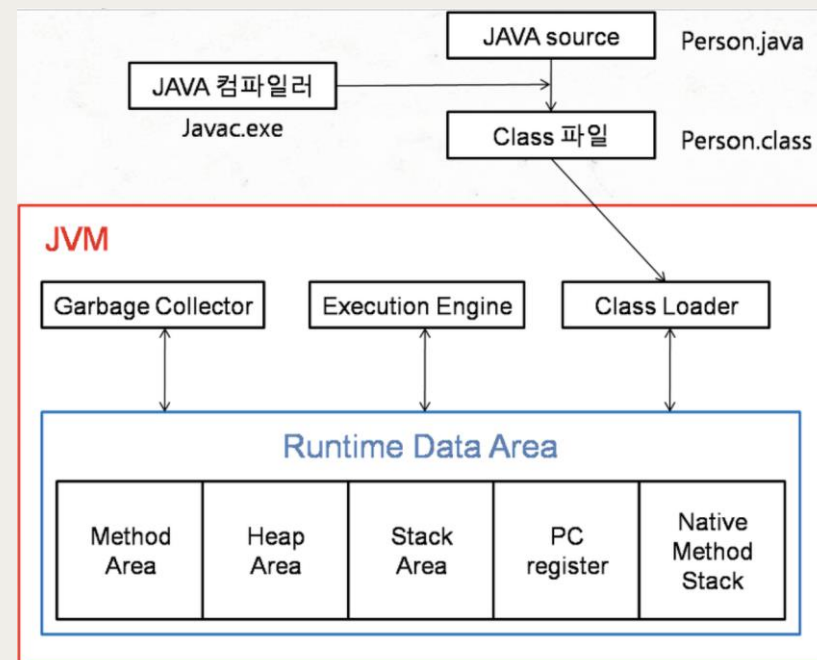 JAVA source
Person.java
JAVA 컴파일러
Javac.exe
Class 파일
Person.class
JVM
Garbage Collector
Execution Engine
Class Loader
Runtime Data Area
Method
Area
Heap
Area
Stack
Area
PC
register
Native
Method
Stack